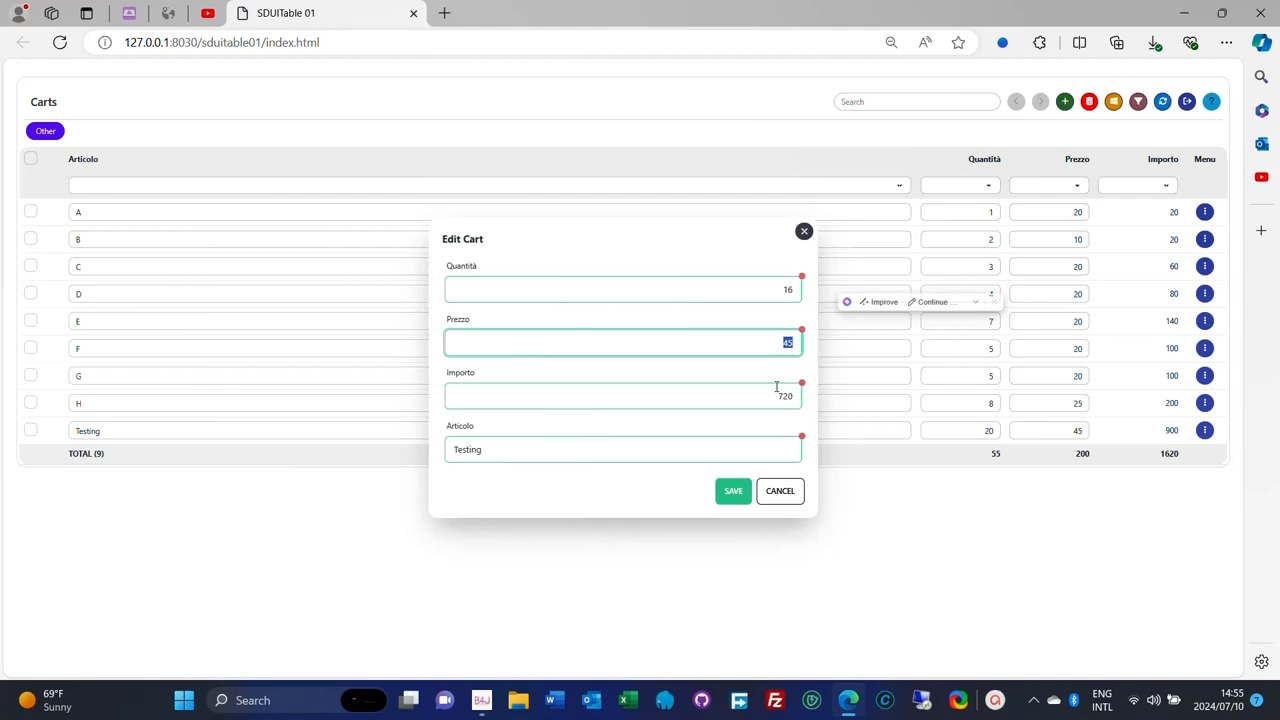 SDUITable 01
127.0.0.1:8030/sduitable01/index.html
Carts
Search
?
Other
Articolo Quantità Prezzo Importo Menu
A 1 20 20
B 2 10 20
C 3 20 60
D 4 20 80
E 7 20 140
F 5 20 100
G 5 20 100
H 8 25 200
Testing 20 45 900
TOTAL (9) 55 200 1620
Edit Cart
Quantità
16
Prezzo
45
Importo
720
Articolo
Testing
SAVE CANCEL
Improve Continue ...
69°F
Sunny
Search
B4J
ENG
INTL
14:55
2024/07/10
7